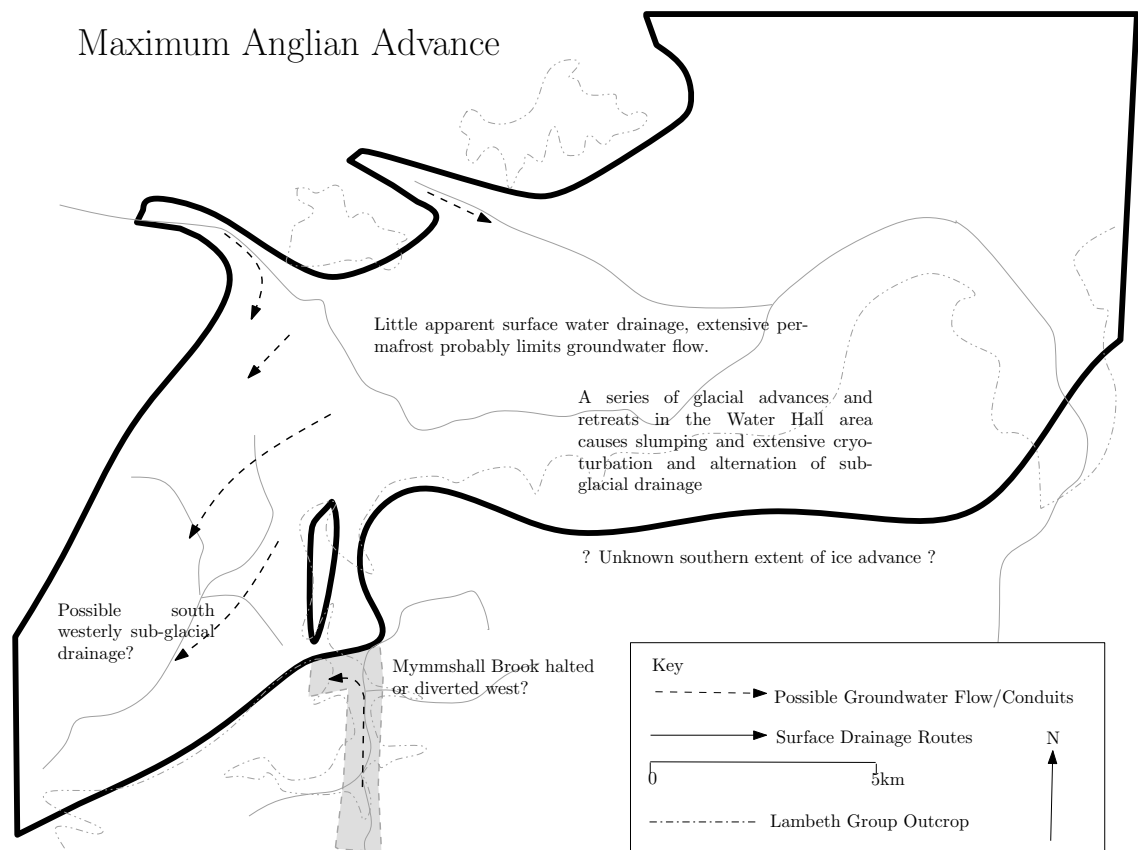 Maximum Anglian Advance
Little apparent surface water drainage, extensive per-
mafrost probably limits groundwater flow.
A series of glacial advances and
retreats in the Water Hall area
causes slumping and extensive cryo-
turbation and alternation of sub-
glacial drainage
? Unknown southern extent of ice advance ?
Possible south
westerly sub-glacial
drainage?
Mymmshall Brook halted
or diverted west?
Key
Possible Groundwater Flow/Conduits
Surface Drainage Routes
N
0 5km
Lambeth Group Outcrop